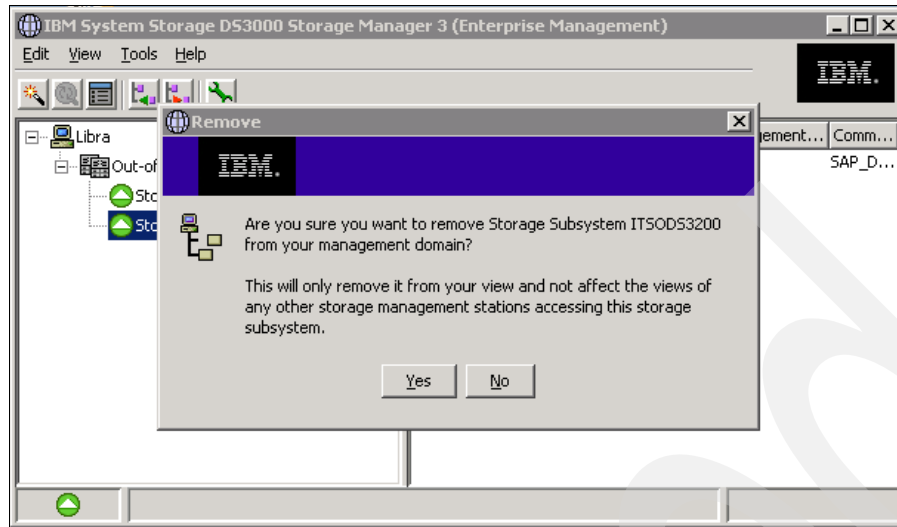 IBM System Storage DS3000 Storage Manager 3 (Enterprise Management)
Edit View Tools Help
IBM.
Remove
IBM.
Libra
Out-of
Sto
Sto
ement... Comm...
SAP_D...
Are you sure you want to remove Storage Subsystem ITSODS3200
from your management domain?
This will only remove it from your view and not affect the views of
any other storage management stations accessing this storage
subsystem.
Yes No